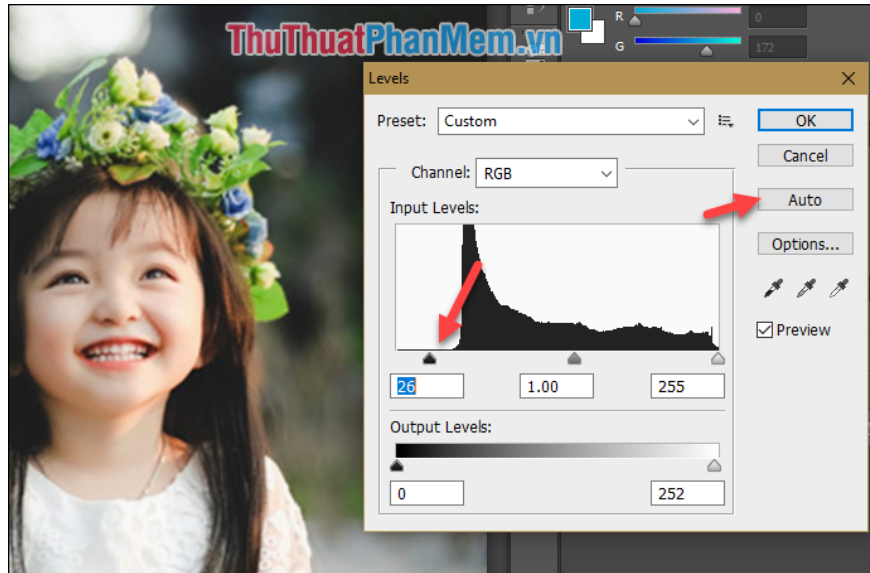 ThuThuatPhanMem.vn
R
0
G
172
Levels
Preset: Custom
OK
Cancel
Channel: RGB
Auto
Input Levels:
Options...
Preview
26 1.00 255
Output Levels:
0 252